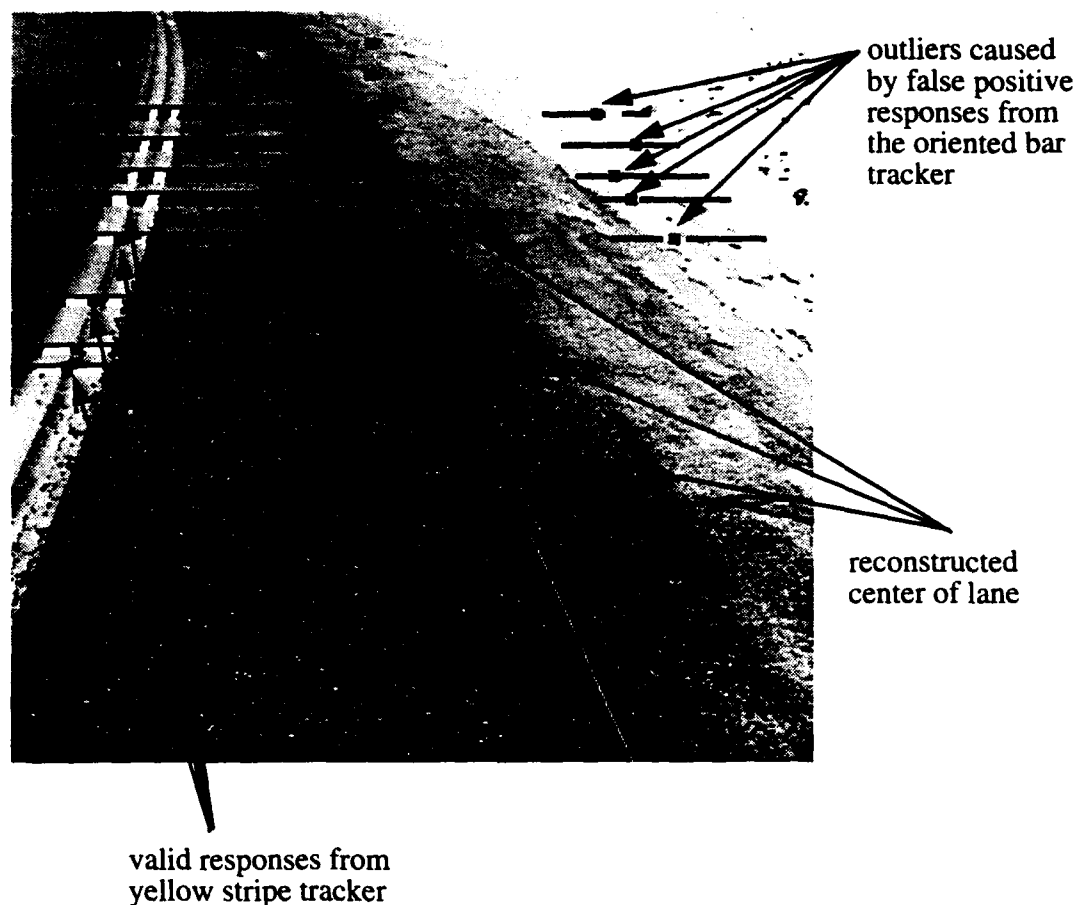 outliers caused
by false positive
responses from
the oriented bar
tracker
reconstructed
center of lane
valid responses from
yellow stripe tracker